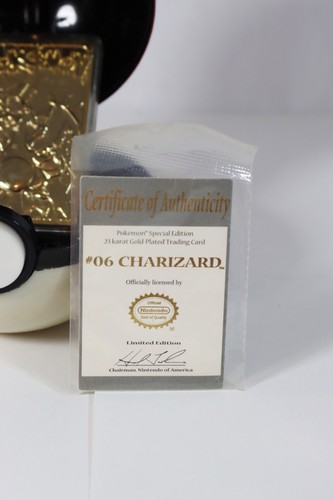 Certificate of Authenticity
Pokemon® Special Edition
23 karat Gold-Plated Trading Card
#06 CHARIZARD™
Officially licensed by
Official
Nintendo
Seal of Quality
Limited Edition
Chairman, Nintendo of America